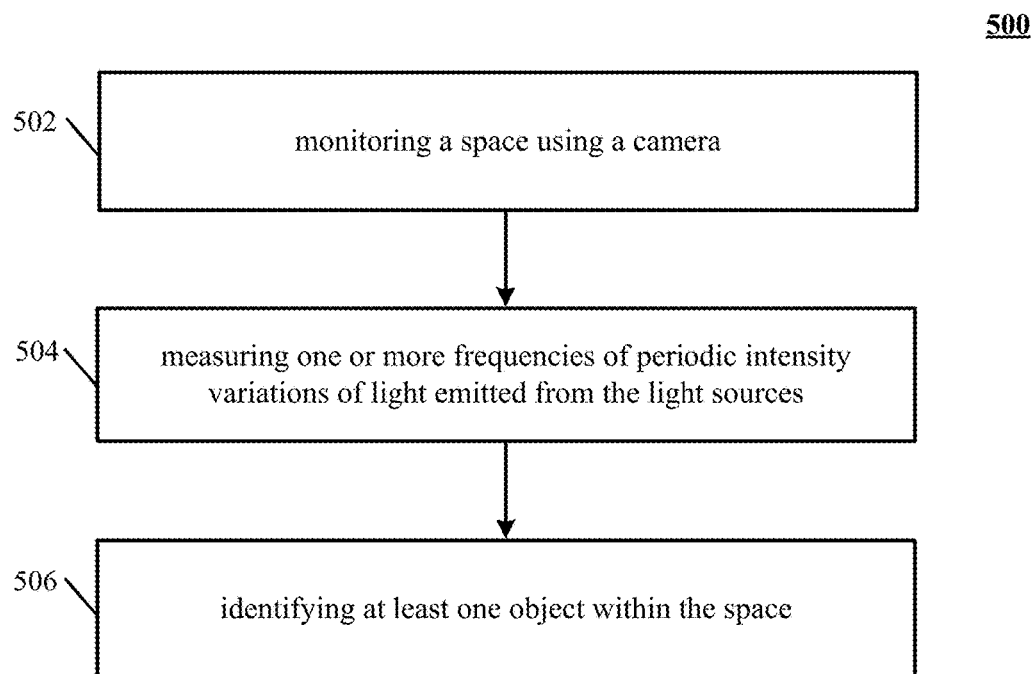 500
502
monitoring a space using a camera
504
measuring one or more frequencies of periodic intensity
variations of light emitted from the light sources
506
identifying at least one object within the space